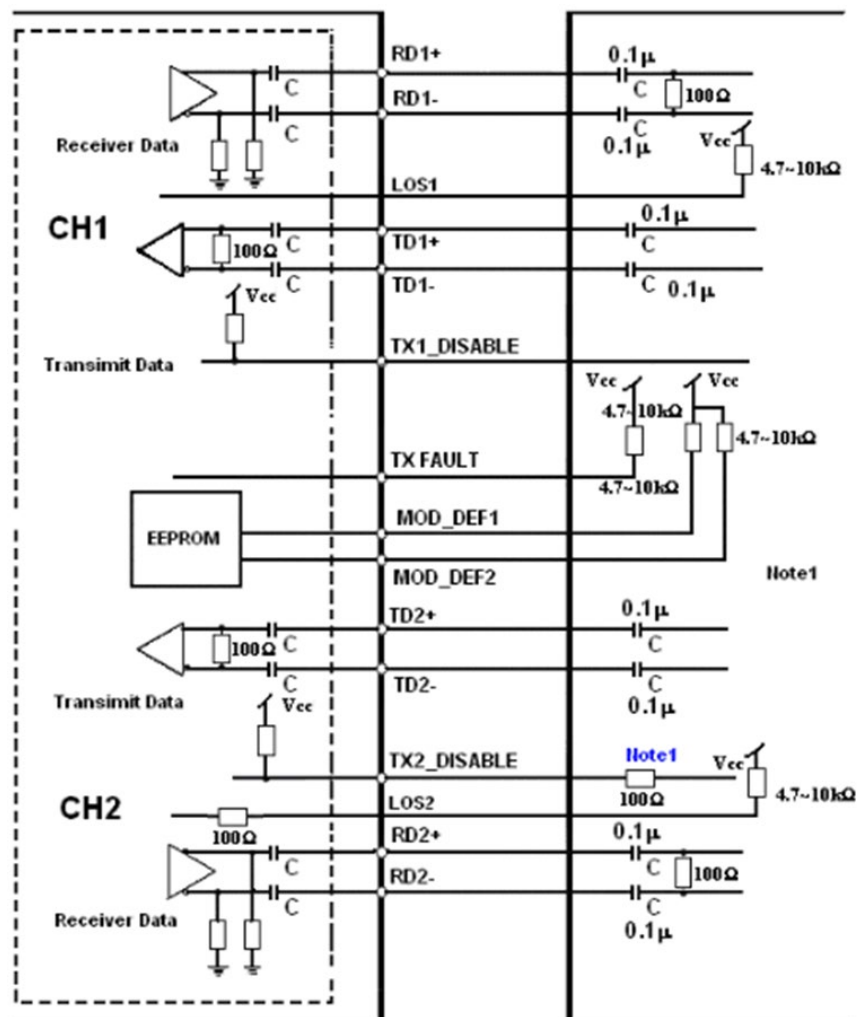 RD1+
0.1μ
C
C
100Ω
RD1-
C
C
0.1μ
Vcc
Receiver Data
4.7~10kΩ
LOS1
0.1μ
CH1
TD1+
100Ω
C
C
TD1-
C
C
0.1μ
Vcc
TX1_DISABLE
Transimit Data
Vcc
Vcc
4.7~10kΩ
4.7~10kΩ
TX FAULT
4.7~10kΩ
MOD_DEF1
EEPROM
MOD_DEF2
Note1
TD2+
0.1μ
100Ω
C
C
C
TD2-
C
Transimit Data
Vcc
0.1μ
TX2_DISABLE
Note1
Vcc
100Ω
4.7~10kΩ
CH2
LOS2
100Ω
RD2+
0.1μ
C
C
RD2-
100Ω
C
C
Receiver Data
0.1μ